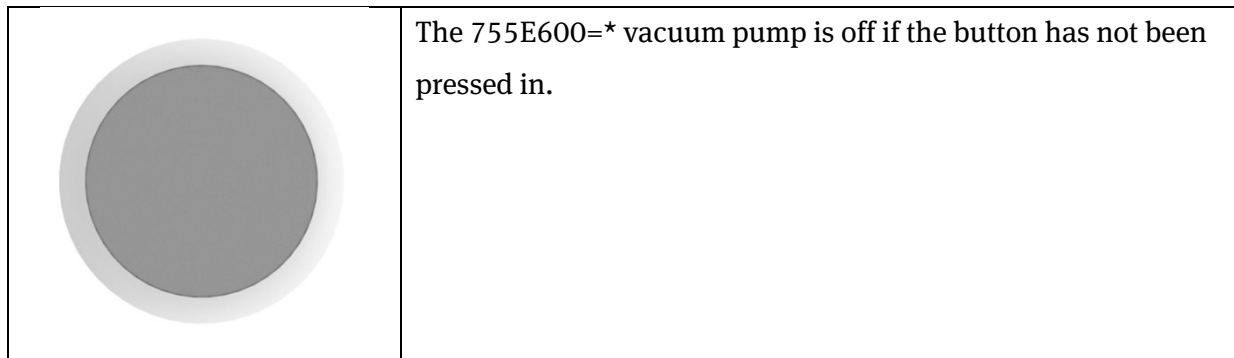 The 755E600=* vacuum pump is off if the button has not been
pressed in.